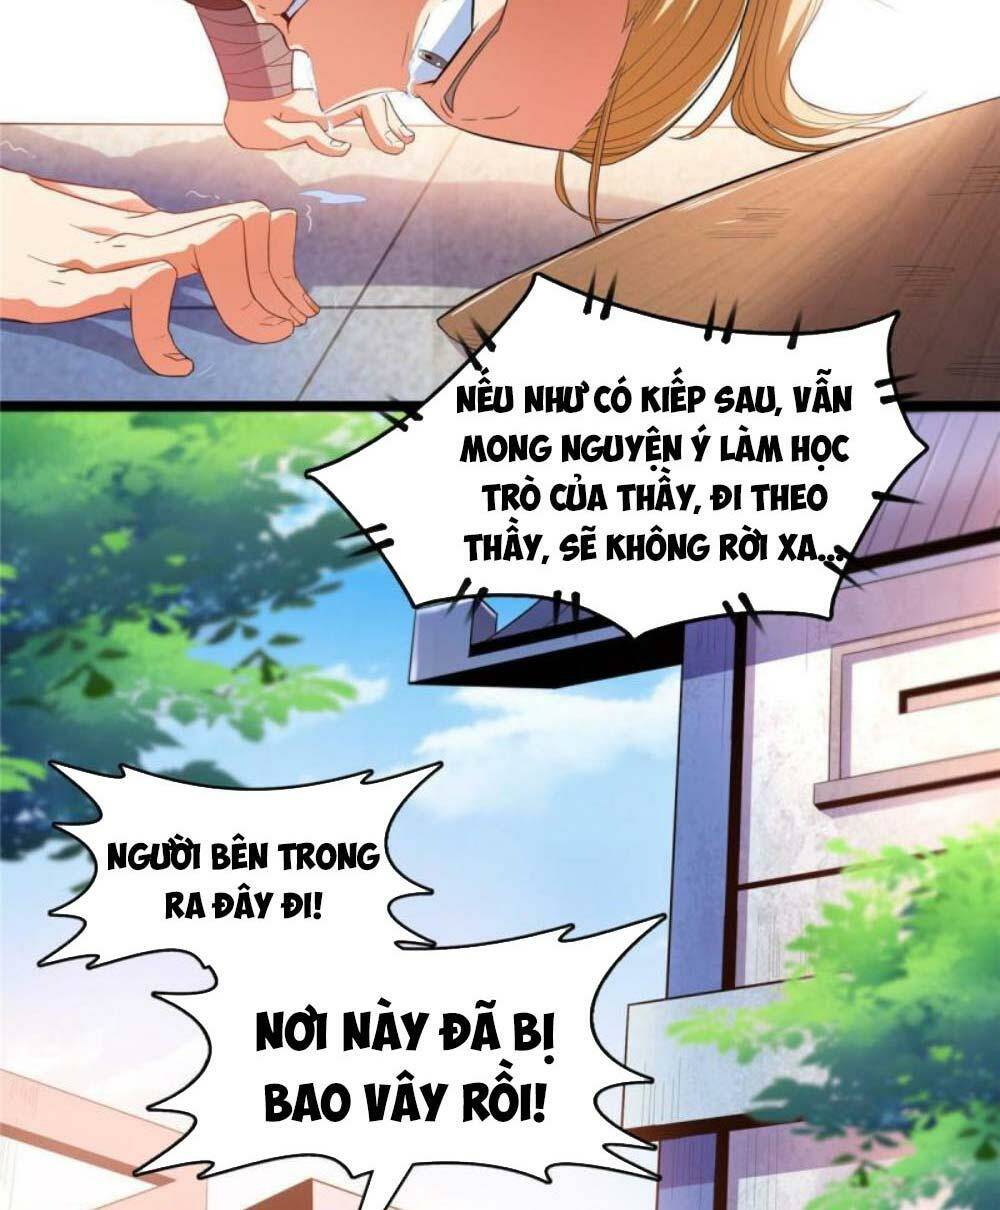 NẾU NHƯ CÓ KIẾP SAU, VẪN
MONG NGUYỆN Ý LÀM HỌC
TRÒ CỦA THẦY, ĐI THEO
THẦY, SẼ KHÔNG RỜI XA...
NGƯỜI BÊN TRONG
RA ĐÂY ĐI!
NƠI NÀY ĐÃ BỊ
BAO VÂY RỒI!